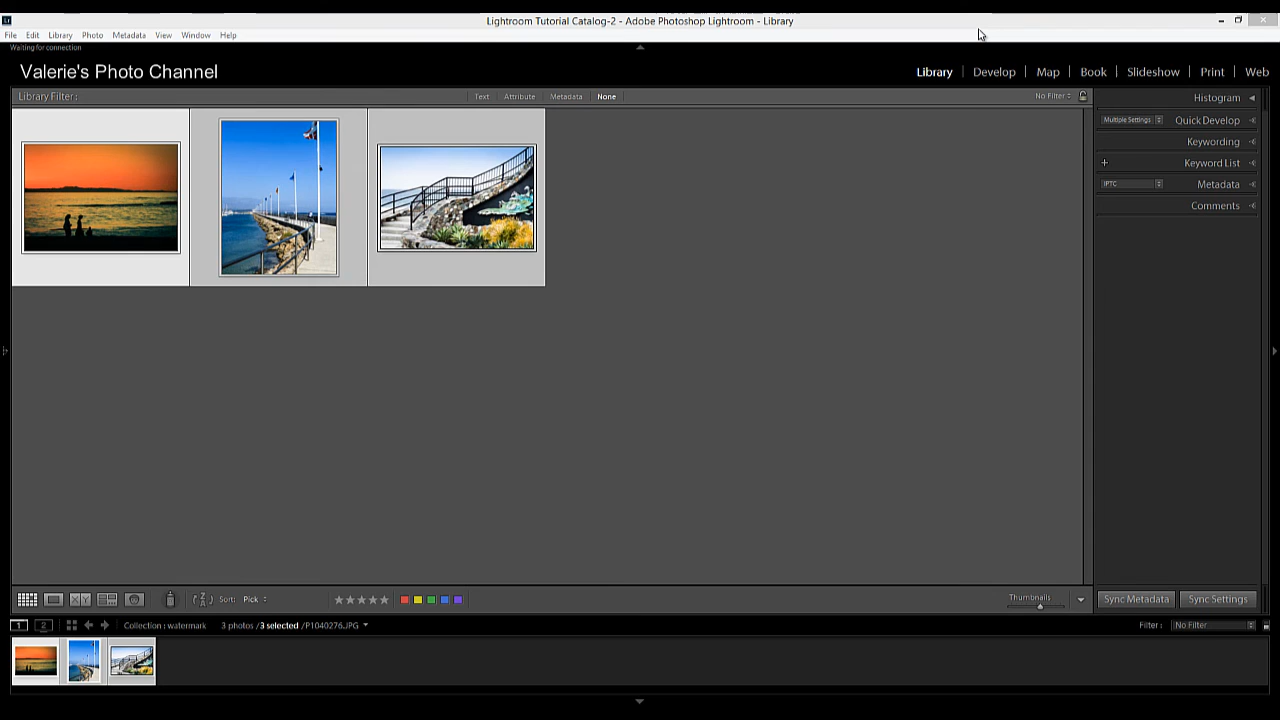 Lr Lightroom Tutorial Catalog-2 - Adobe Photoshop Lightroom - Library
File Edit Library Photo Metadata View Window Help
Waiting for connection
Valerie's Photo Channel Library Develop Map Book Slideshow Print Web
Library Filter : Text Attribute Metadata None No Filter
Histogram
Multiple Settings Quick Develop
Keywording
+ Keyword List
IPTC Metadata
Comments
X Y Sort: Pick Thumbnails Sync Metadata Sync Settings
1 2 Collection : watermark 3 photos / 3 selected / P1040276.JPG Filter : No Filter